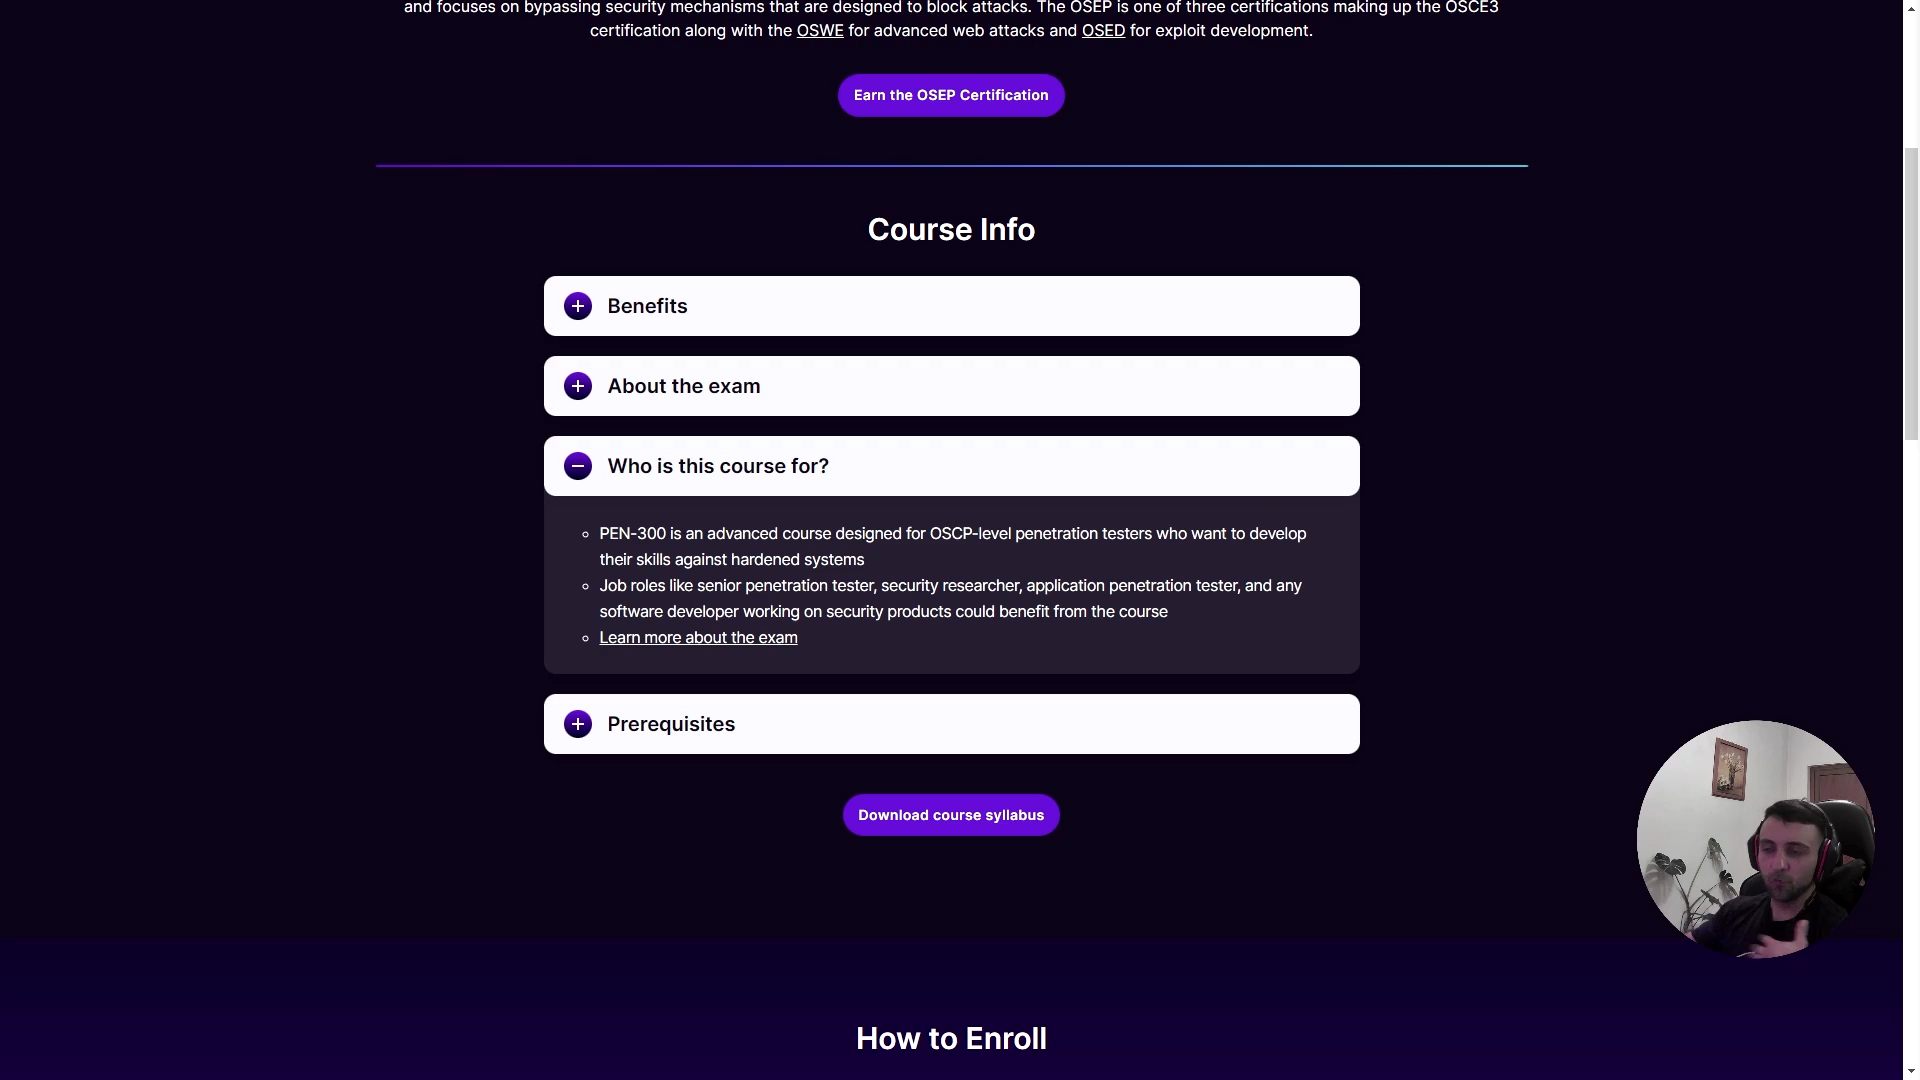 and focuses on bypassing security mechanisms that are designed to block attacks. The OSEP is one of three certifications making up the OSCE3
certification along with the OSWE for advanced web attacks and OSED for exploit development.
Earn the OSEP Certification
Course Info
Benefits
About the exam
Who is this course for?
PEN-300 is an advanced course designed for OSCP-level penetration testers who want to develop
their skills against hardened systems
Job roles like senior penetration tester, security researcher, application penetration tester, and any
software developer working on security products could benefit from the course
Learn more about the exam
Prerequisites
Download course syllabus
How to Enroll